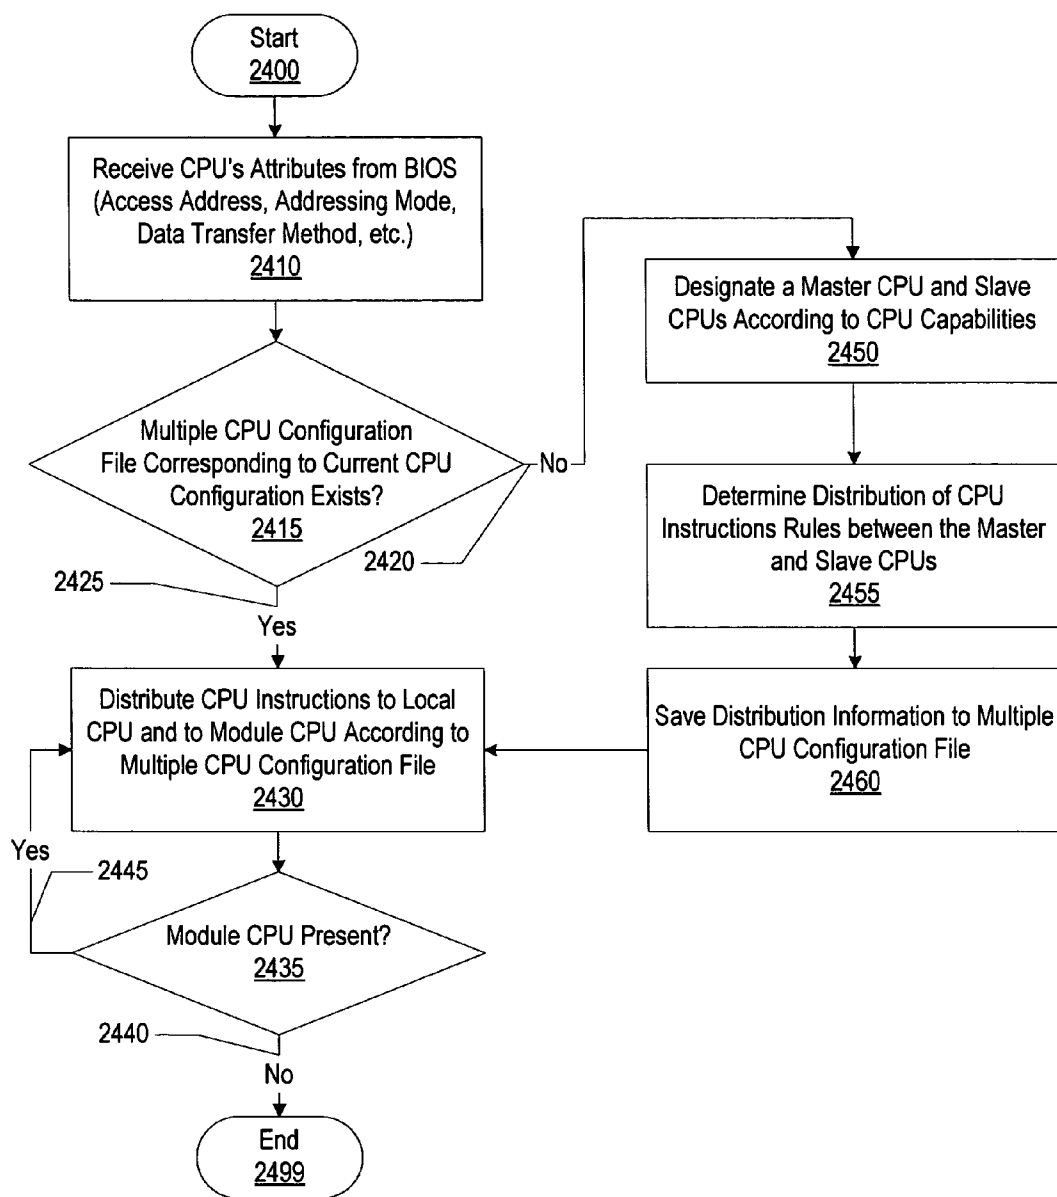 Start
2400
Receive CPU's Attributes from BIOS
(Access Address, Addressing Mode,
Data Transfer Method, etc.)
2410
Multiple CPU Configuration
File Corresponding to Current CPU
Configuration Exists?
2415
No
2420
2425
Yes
Designate a Master CPU and Slave
CPUs According to CPU Capabilities
2450
Determine Distribution of CPU
Instructions Rules between the Master
and Slave CPUs
2455
Save Distribution Information to Multiple
CPU Configuration File
2460
Distribute CPU Instructions to Local
CPU and to Module CPU According to
Multiple CPU Configuration File
2430
Yes
2445
Module CPU Present?
2435
2440
No
End
2499